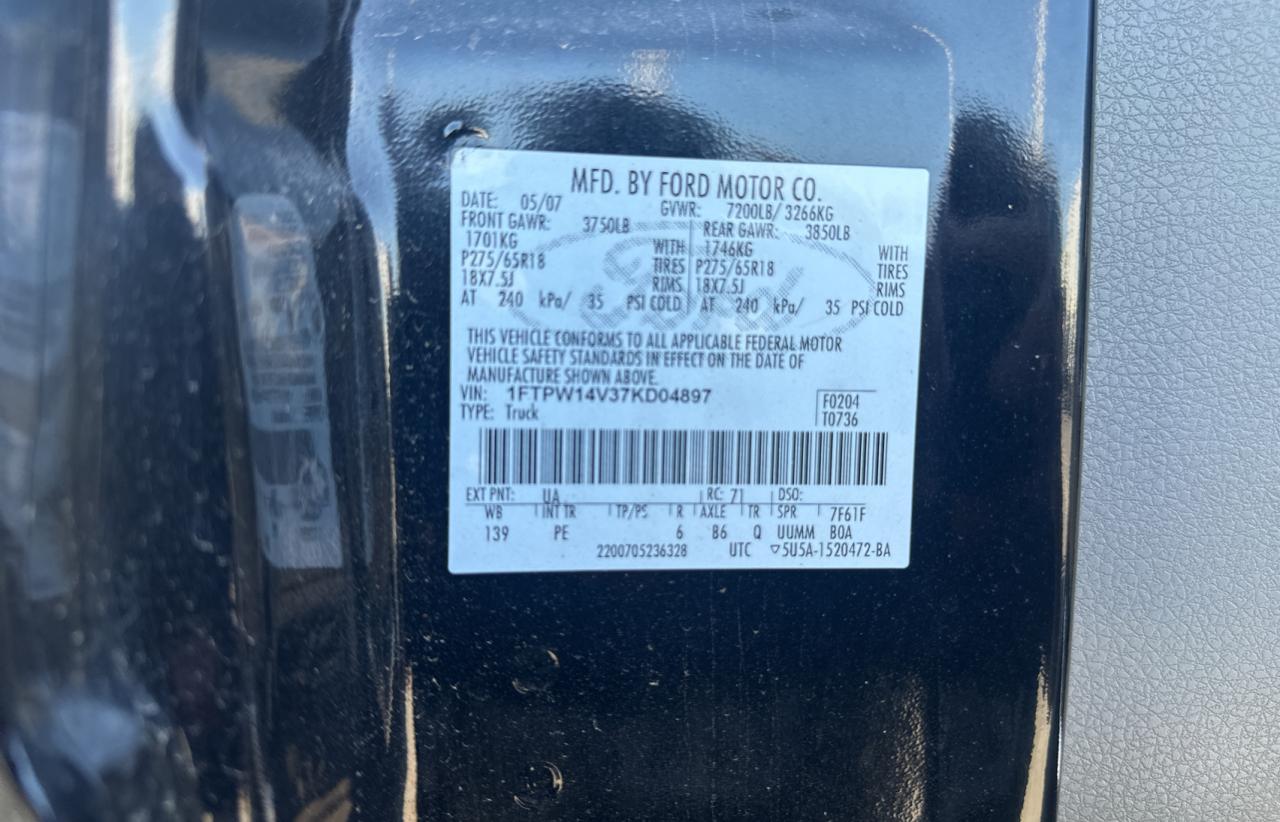 MFD. BY FORD MOTOR CO.
DATE: 05/07 GVWR: 7200LB/ 3266KG
FRONT GAWR: 3750LB REAR GAWR: 3850LB
1701KG WITH 1746KG WITH
P275/65R18 TIRES P275/65R18 TIRES
18X7.5J RIMS 18X7.5J RIMS
AT 240 kPa/ 35 PSI COLD AT 240 kPa/ 35 PSI COLD
Ford
THIS VEHICLE CONFORMS TO ALL APPLICABLE FEDERAL MOTOR
VEHICLE SAFETY STANDARDS IN EFFECT ON THE DATE OF
MANUFACTURE SHOWN ABOVE.
VIN: 1FTPW14V37KD04897
TYPE: Truck
F0204
T0736
EXT PNT: UA RC: 71 DSO:
WB INT TR TP/PS R AXLE TR SPR 7F61F
139 PE 6 B6 Q UUMM B0A
2200705236328 UTC ▽5U5A-1520472-BA